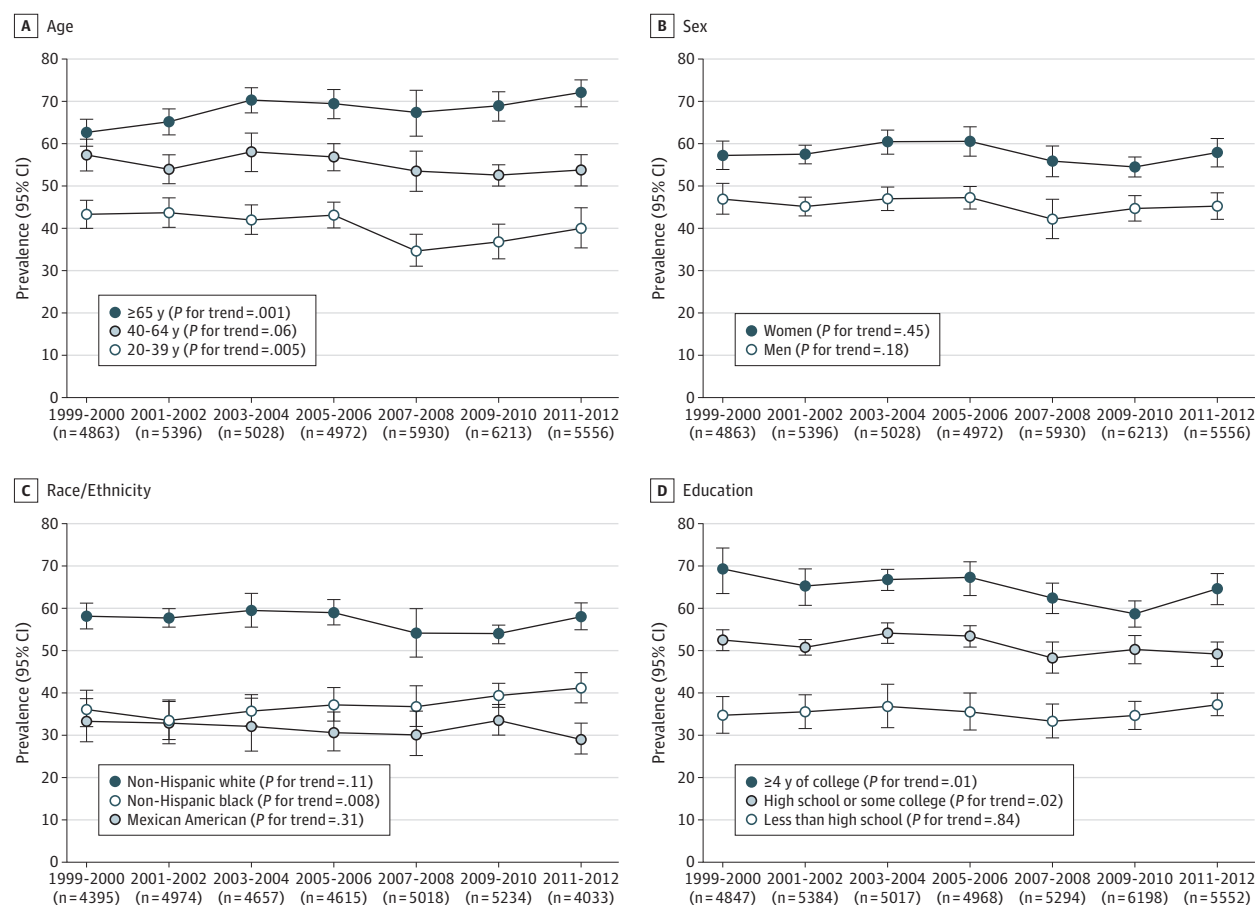 A Age
80
70
60
50
40
30
20
10
0
Prevalence (95% CI)
≥65 y (P for trend=.001)
40-64 y (P for trend=.06)
20-39 y (P for trend=.005)
1999-2000 2001-2002 2003-2004 2005-2006 2007-2008 2009-2010 2011-2012
(n=4863) (n=5396) (n=5028) (n=4972) (n=5930) (n=6213) (n=5556)
B Sex
80
70
60
50
40
30
20
10
0
Prevalence (95% CI)
Women (P for trend=.45)
Men (P for trend=.18)
1999-2000 2001-2002 2003-2004 2005-2006 2007-2008 2009-2010 2011-2012
(n=4863) (n=5396) (n=5028) (n=4972) (n=5930) (n=6213) (n=5556)
C Race/Ethnicity
80
70
60
50
40
30
20
10
0
Prevalence (95% CI)
Non-Hispanic white (P for trend=.11)
Non-Hispanic black (P for trend=.008)
Mexican American (P for trend=.31)
1999-2000 2001-2002 2003-2004 2005-2006 2007-2008 2009-2010 2011-2012
(n=4395) (n=4974) (n=4657) (n=4615) (n=5018) (n=5234) (n=4033)
D Education
80
70
60
50
40
30
20
10
0
Prevalence (95% CI)
≥4 y of college (P for trend=.01)
High school or some college (P for trend=.02)
Less than high school (P for trend=.84)
1999-2000 2001-2002 2003-2004 2005-2006 2007-2008 2009-2010 2011-2012
(n=4847) (n=5384) (n=5017) (n=4968) (n=5294) (n=6198) (n=5552)